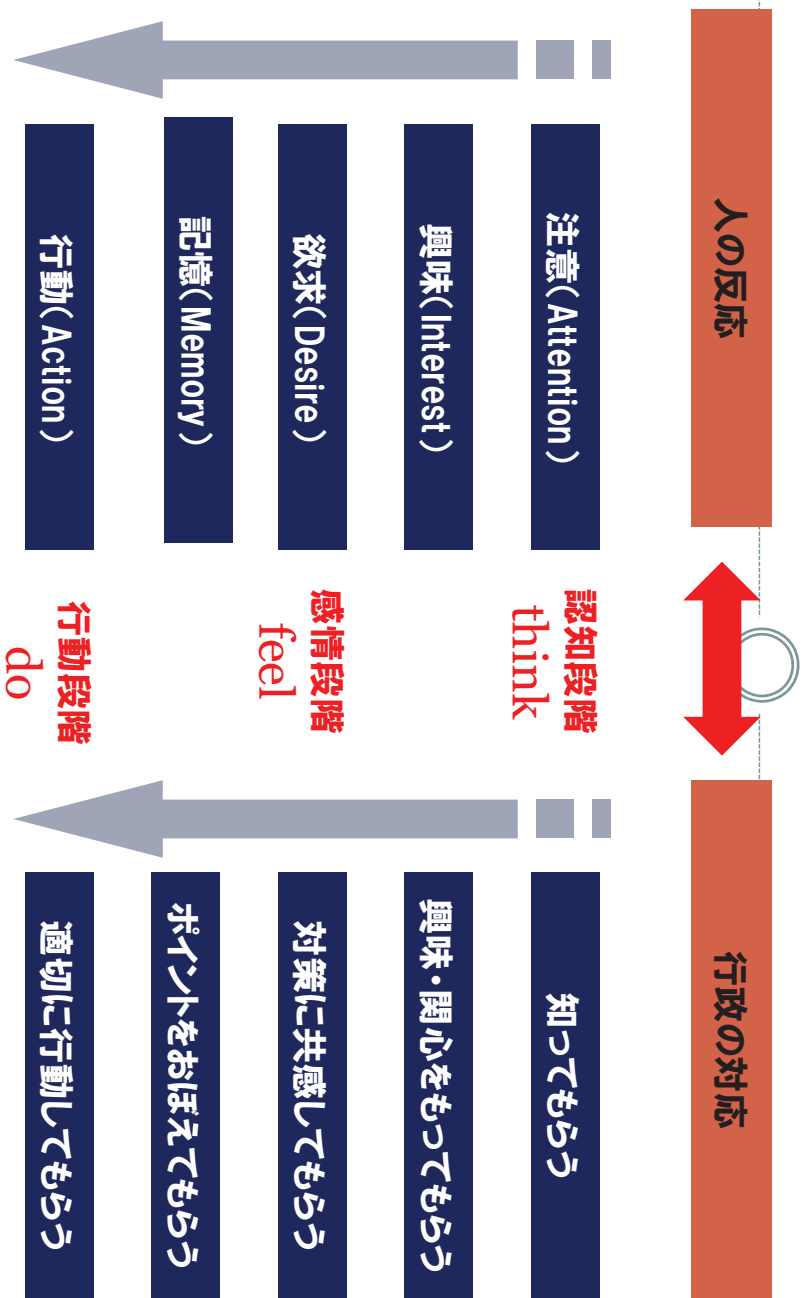 人の反応
行政の対応
注意（Attention）
認知段階
think
知ってもらう
興味（Interest）
興味・関心をもってもらう
欲求（Desire）
感情段階
feel
対策に共感してもらう
記憶（Memory）
ポイントをおぼえてもらう
行動（Action）
行動段階
do
適切に行動してもらう